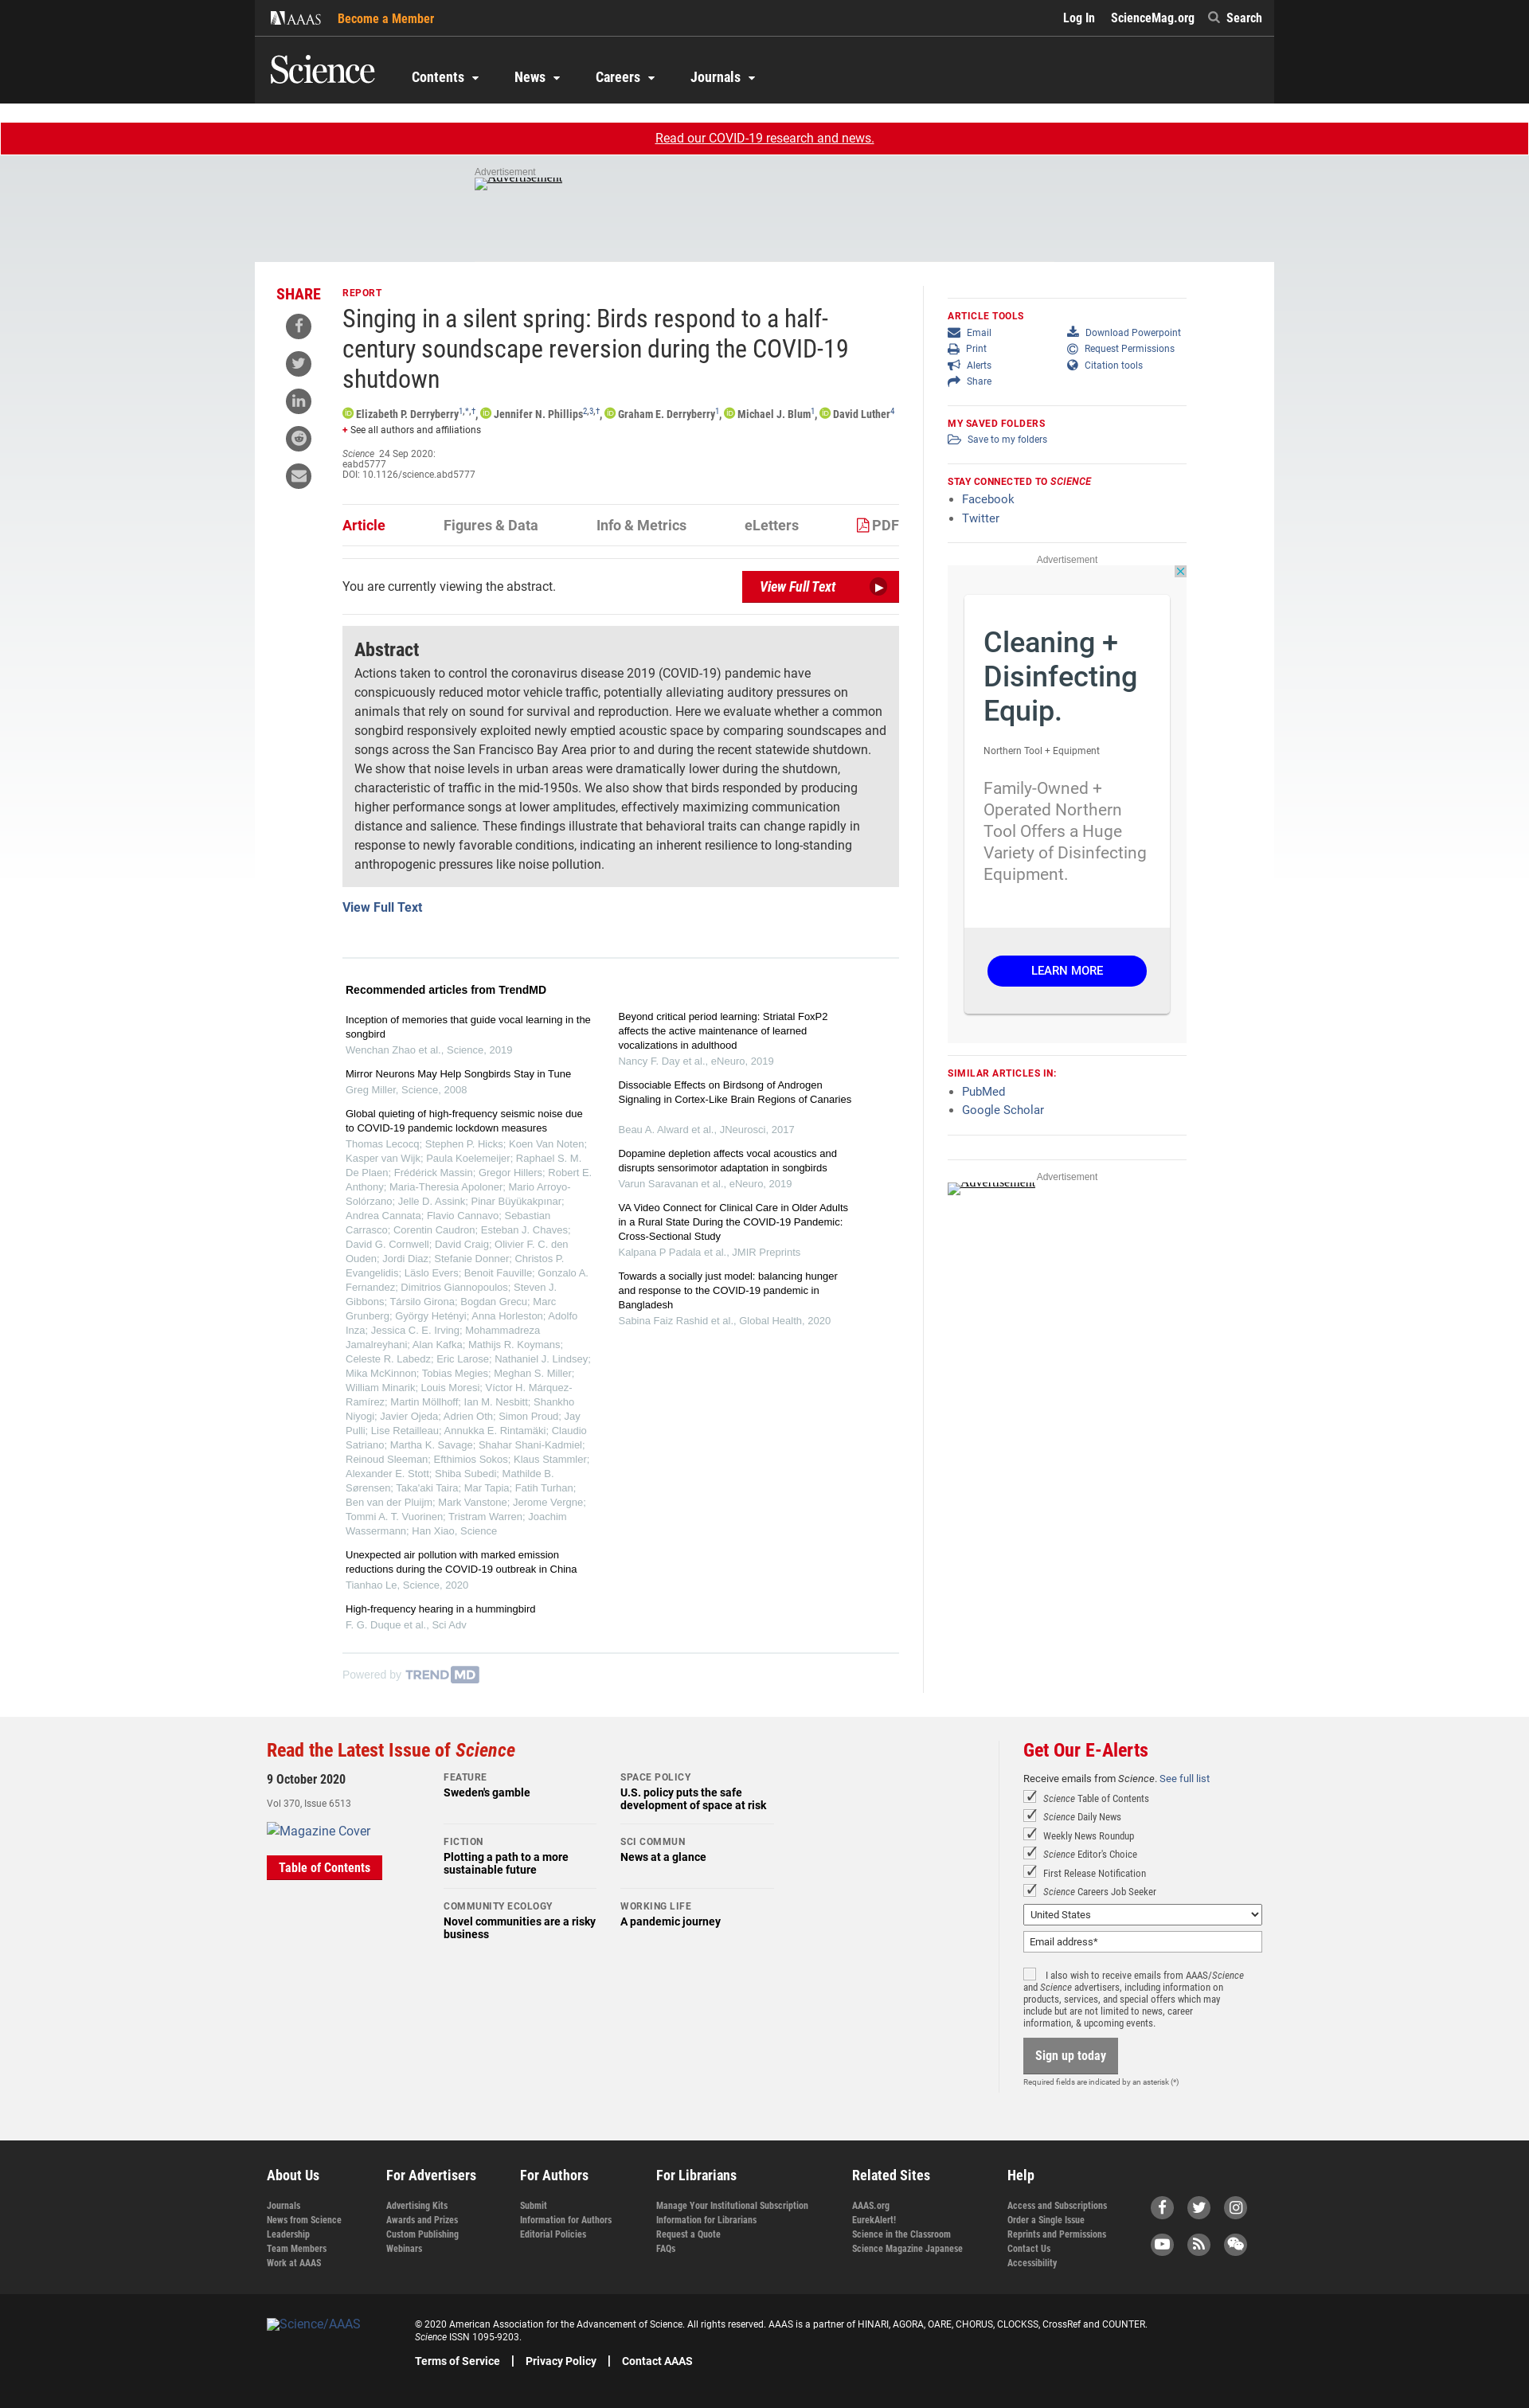 AAAS
Become a Member
Log In
ScienceMag.org
Search
Science
Contents
News
Careers
Journals
Read our COVID-19 research and news.
Advertisement
Advertisement
SHARE
REPORT
Singing in a silent spring: Birds respond to a half-
century soundscape reversion during the COVID-19
shutdown
Elizabeth P. Derryberry1,*,†, Jennifer N. Phillips2,3,†, Graham E. Derryberry1, Michael J. Blum1, David Luther4
+ See all authors and affiliations
Science 24 Sep 2020:
eabd5777
DOI: 10.1126/science.abd5777
Article
Figures & Data
Info & Metrics
eLetters
PDF
You are currently viewing the abstract.
View Full Text
Abstract
Actions taken to control the coronavirus disease 2019 (COVID-19) pandemic have
conspicuously reduced motor vehicle traffic, potentially alleviating auditory pressures on
animals that rely on sound for survival and reproduction. Here we evaluate whether a common
songbird responsively exploited newly emptied acoustic space by comparing soundscapes and
songs across the San Francisco Bay Area prior to and during the recent statewide shutdown.
We show that noise levels in urban areas were dramatically lower during the shutdown,
characteristic of traffic in the mid-1950s. We also show that birds responded by producing
higher performance songs at lower amplitudes, effectively maximizing communication
distance and salience. These findings illustrate that behavioral traits can change rapidly in
response to newly favorable conditions, indicating an inherent resilience to long-standing
anthropogenic pressures like noise pollution.
View Full Text
Recommended articles from TrendMD
Inception of memories that guide vocal learning in the
songbird
Wenchan Zhao et al., Science, 2019
Mirror Neurons May Help Songbirds Stay in Tune
Greg Miller, Science, 2008
Global quieting of high-frequency seismic noise due
to COVID-19 pandemic lockdown measures
Thomas Lecocq; Stephen P. Hicks; Koen Van Noten;
Kasper van Wijk; Paula Koelemeijer; Raphael S. M.
De Plaen; Frédérick Massin; Gregor Hillers; Robert E.
Anthony; Maria-Theresia Apoloner; Mario Arroyo-
Solórzano; Jelle D. Assink; Pinar Büyükakpınar;
Andrea Cannata; Flavio Cannavo; Sebastian
Carrasco; Corentin Caudron; Esteban J. Chaves;
David G. Cornwell; David Craig; Olivier F. C. den
Ouden; Jordi Diaz; Stefanie Donner; Christos P.
Evangelidis; Láslo Evers; Benoit Fauville; Gonzalo A.
Fernandez; Dimitrios Giannopoulos; Steven J.
Gibbons; Társilo Girona; Bogdan Grecu; Marc
Grunberg; György Hetényi; Anna Horleston; Adolfo
Inza; Jessica C. E. Irving; Mohammadreza
Jamalreyhani; Alan Kafka; Mathijs R. Koymans;
Celeste R. Labedz; Eric Larose; Nathaniel J. Lindsey;
Mika McKinnon; Tobias Megies; Meghan S. Miller;
William Minarik; Louis Moresi; Víctor H. Márquez-
Ramírez; Martin Möllhoff; Ian M. Nesbitt; Shankho
Niyogi; Javier Ojeda; Adrien Oth; Simon Proud; Jay
Pulli; Lise Retailleau; Annukka E. Rintamäki; Claudio
Satriano; Martha K. Savage; Shahar Shani-Kadmiel;
Reinoud Sleeman; Efthimios Sokos; Klaus Stammler;
Alexander E. Stott; Shiba Subedi; Mathilde B.
Sørensen; Taka'aki Taira; Mar Tapia; Fatih Turhan;
Ben van der Pluijm; Mark Vanstone; Jerome Vergne;
Tommi A. T. Vuorinen; Tristram Warren; Joachim
Wassermann; Han Xiao, Science
Unexpected air pollution with marked emission
reductions during the COVID-19 outbreak in China
Tianhao Le, Science, 2020
High-frequency hearing in a hummingbird
F. G. Duque et al., Sci Adv
Beyond critical period learning: Striatal FoxP2
affects the active maintenance of learned
vocalizations in adulthood
Nancy F. Day et al., eNeuro, 2019
Dissociable Effects on Birdsong of Androgen
Signaling in Cortex-Like Brain Regions of Canaries
Beau A. Alward et al., JNeurosci, 2017
Dopamine depletion affects vocal acoustics and
disrupts sensorimotor adaptation in songbirds
Varun Saravanan et al., eNeuro, 2019
VA Video Connect for Clinical Care in Older Adults
in a Rural State During the COVID-19 Pandemic:
Cross-Sectional Study
Kalpana P Padala et al., JMIR Preprints
Towards a socially just model: balancing hunger
and response to the COVID-19 pandemic in
Bangladesh
Sabina Faiz Rashid et al., Global Health, 2020
Powered by TREND MD
ARTICLE TOOLS
Email
Download Powerpoint
Print
Request Permissions
Alerts
Citation tools
Share
MY SAVED FOLDERS
Save to my folders
STAY CONNECTED TO SCIENCE
Facebook
Twitter
Advertisement
Cleaning +
Disinfecting
Equip.
Northern Tool + Equipment
Family-Owned +
Operated Northern
Tool Offers a Huge
Variety of Disinfecting
Equipment.
LEARN MORE
SIMILAR ARTICLES IN:
PubMed
Google Scholar
Advertisement
Advertisement
Read the Latest Issue of Science
9 October 2020
Vol 370, Issue 6513
Magazine Cover
Table of Contents
FEATURE
Sweden's gamble
SPACE POLICY
U.S. policy puts the safe
development of space at risk
FICTION
Plotting a path to a more
sustainable future
SCI COMMUN
News at a glance
COMMUNITY ECOLOGY
Novel communities are a risky
business
WORKING LIFE
A pandemic journey
Get Our E-Alerts
Receive emails from Science. See full list
Science Table of Contents
Science Daily News
Weekly News Roundup
Science Editor's Choice
First Release Notification
Science Careers Job Seeker
United States
Email address*
I also wish to receive emails from AAAS/Science
and Science advertisers, including information on
products, services, and special offers which may
include but are not limited to news, career
information, & upcoming events.
Sign up today
Required fields are indicated by an asterisk (*)
About Us
Journals
News from Science
Leadership
Team Members
Work at AAAS
For Advertisers
Advertising Kits
Awards and Prizes
Custom Publishing
Webinars
For Authors
Submit
Information for Authors
Editorial Policies
For Librarians
Manage Your Institutional Subscription
Information for Librarians
Request a Quote
FAQs
Related Sites
AAAS.org
EurekAlert!
Science in the Classroom
Science Magazine Japanese
Help
Access and Subscriptions
Order a Single Issue
Reprints and Permissions
Contact Us
Accessibility
Science/AAAS
© 2020 American Association for the Advancement of Science. All rights reserved. AAAS is a partner of HINARI, AGORA, OARE, CHORUS, CLOCKSS, CrossRef and COUNTER.
Science ISSN 1095-9203.
Terms of Service
Privacy Policy
Contact AAAS